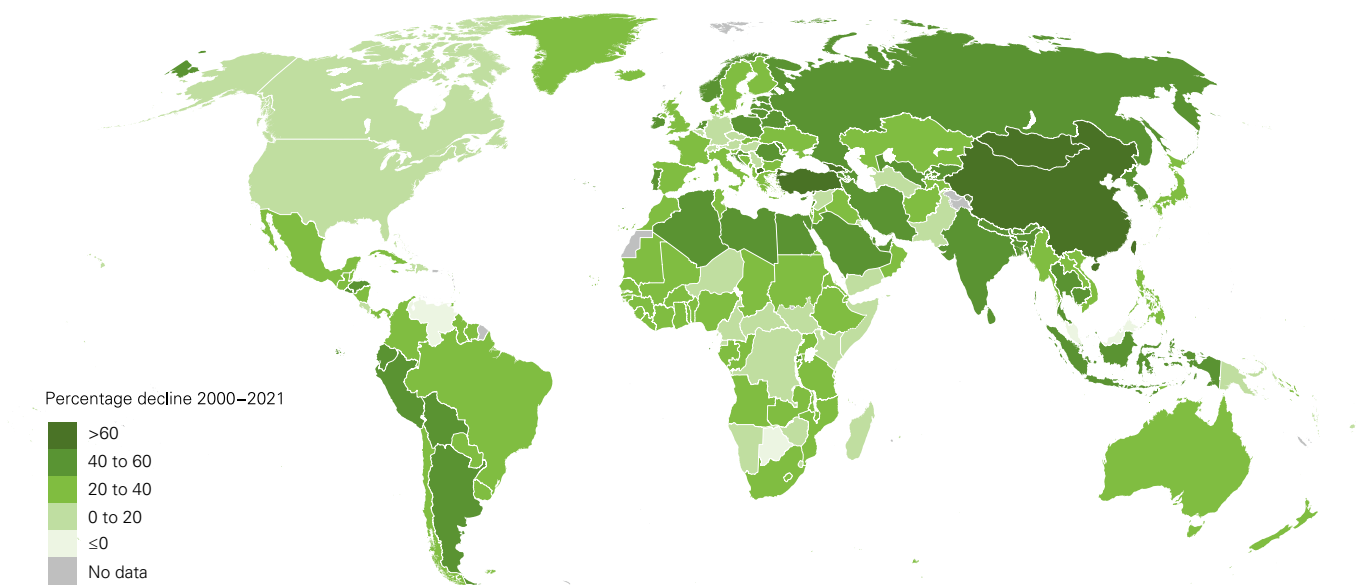 Percentage decline 2000–2021
>60
40 to 60
20 to 40
0 to 20
≤0
No data